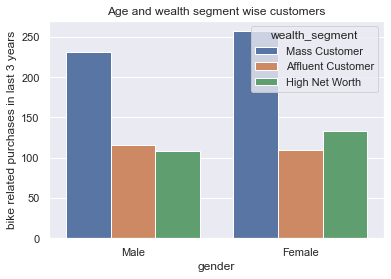 Age and wealth segment wise customers
bike related purchases in last 3 years
250
200
150
100
50
0
wealth_segment
Mass Customer
Affluent Customer
High Net Worth
Male
Female
gender